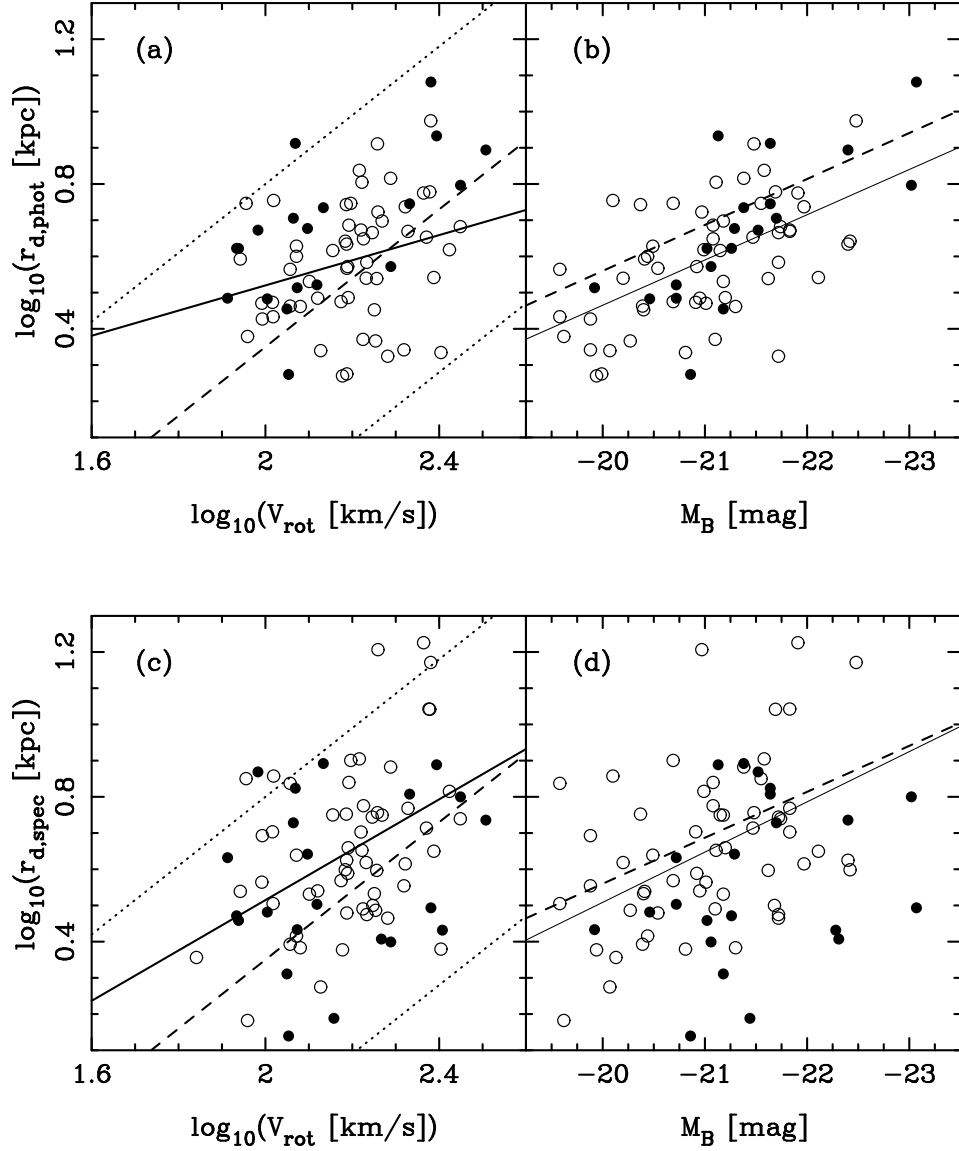 (a)
(b)
log10(rd,phot [kpc])
1.2
0.8
0.4
1.6
2
2.4
−20
−21
−22
−23
log10(Vrot [km/s])
MB [mag]
(c)
(d)
log10(rd,spec [kpc])
1.2
0.8
0.4
1.6
2
2.4
−20
−21
−22
−23
log10(Vrot [km/s])
MB [mag]